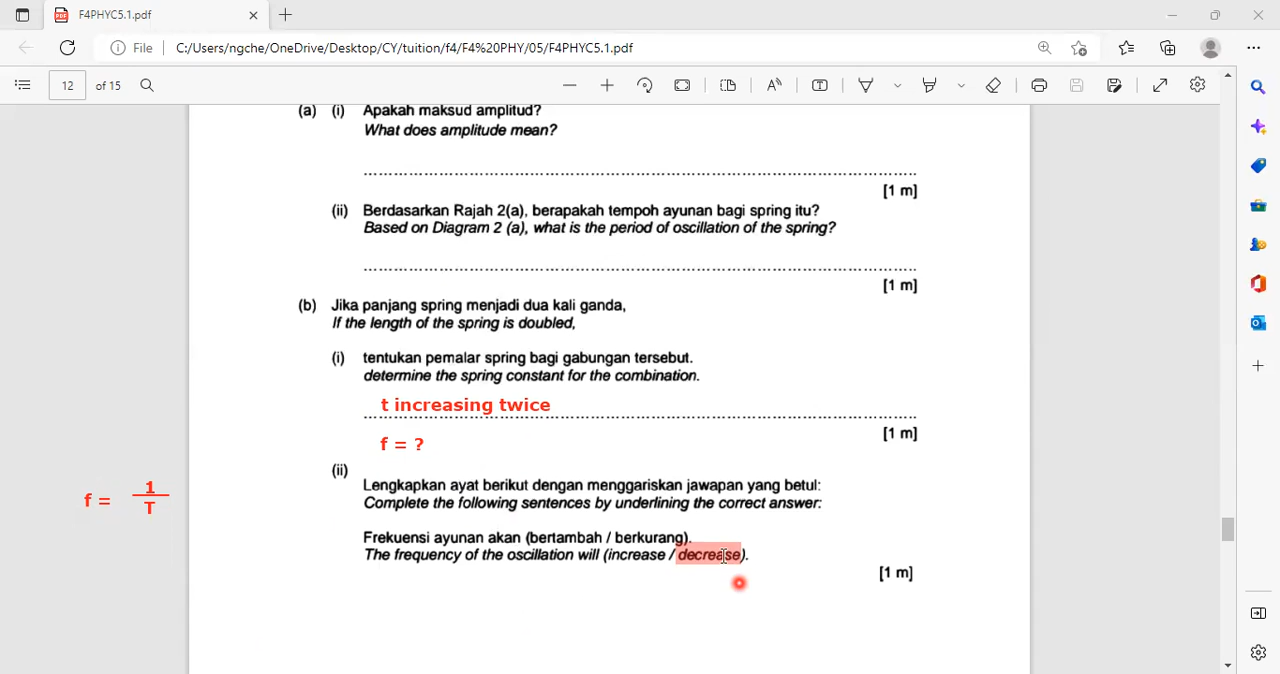 F4PHYC5.1.pdf
File
C:/Users/ngche/OneDrive/Desktop/CY/tuition/f4/F4%20PHY/05/F4PHYC5.1.pdf
12 of 15
(a) (i) Apakah maksud amplitud?
What does amplitude mean?
[1 m]
(ii) Berdasarkan Rajah 2(a), berapakah tempoh ayunan bagi spring itu?
Based on Diagram 2 (a), what is the period of oscillation of the spring?
[1 m]
(b) Jika panjang spring menjadi dua kali ganda,
If the length of the spring is doubled,
(i) tentukan pemalar spring bagi gabungan tersebut.
determine the spring constant for the combination.
t increasing twice
[1 m]
f = ?
(ii)
Lengkapkan ayat berikut dengan menggariskan jawapan yang betul:
Complete the following sentences by underlining the correct answer:
f = 1
T
Frekuensi ayunan akan (bertambah / berkurang).
The frequency of the oscillation will (increase / decrease).
[1 m]